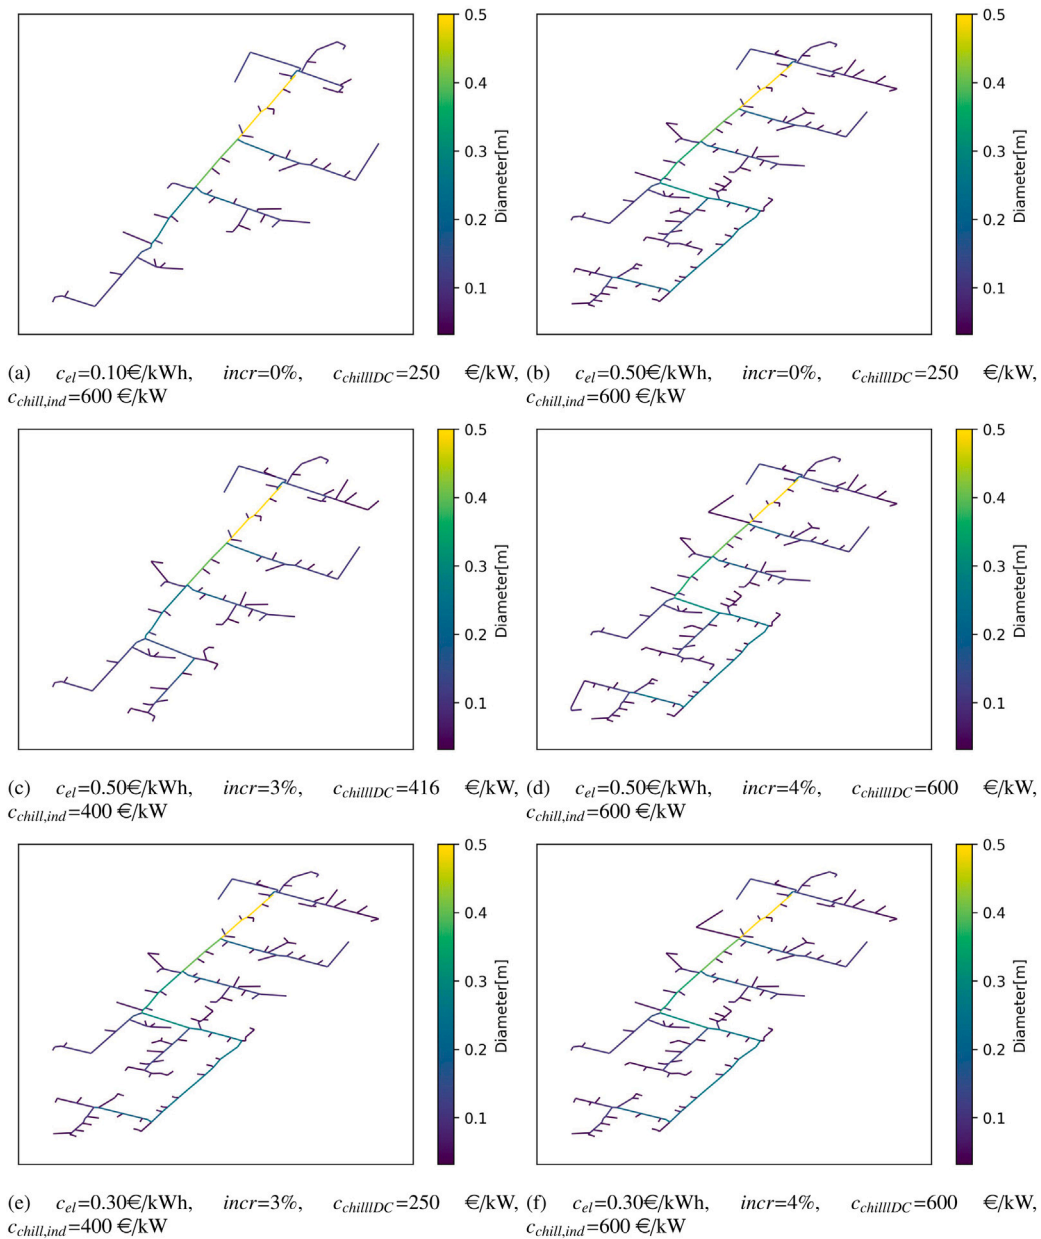 0.5
0.4
0.3
0.2
0.1
Diameter[m]
0.5
0.4
0.3
0.2
0.1
Diameter[m]
(a) c_el=0.10€/kWh, incr=0%, c_chilllDC=250 €/kW,
c_chill,ind=600 €/kW
(b) c_el=0.50€/kWh, incr=0%, c_chilllDC=250 €/kW,
c_chill,ind=600 €/kW
0.5
0.4
0.3
0.2
0.1
Diameter[m]
0.5
0.4
0.3
0.2
0.1
Diameter[m]
(c) c_el=0.50€/kWh, incr=3%, c_chilllDC=416 €/kW,
c_chill,ind=400 €/kW
(d) c_el=0.50€/kWh, incr=4%, c_chilllDC=600 €/kW,
c_chill,ind=600 €/kW
0.5
0.4
0.3
0.2
0.1
Diameter[m]
0.5
0.4
0.3
0.2
0.1
Diameter[m]
(e) c_el=0.30€/kWh, incr=3%, c_chilllDC=250 €/kW,
c_chill,ind=400 €/kW
(f) c_el=0.30€/kWh, incr=4%, c_chilllDC=600 €/kW,
c_chill,ind=600 €/kW